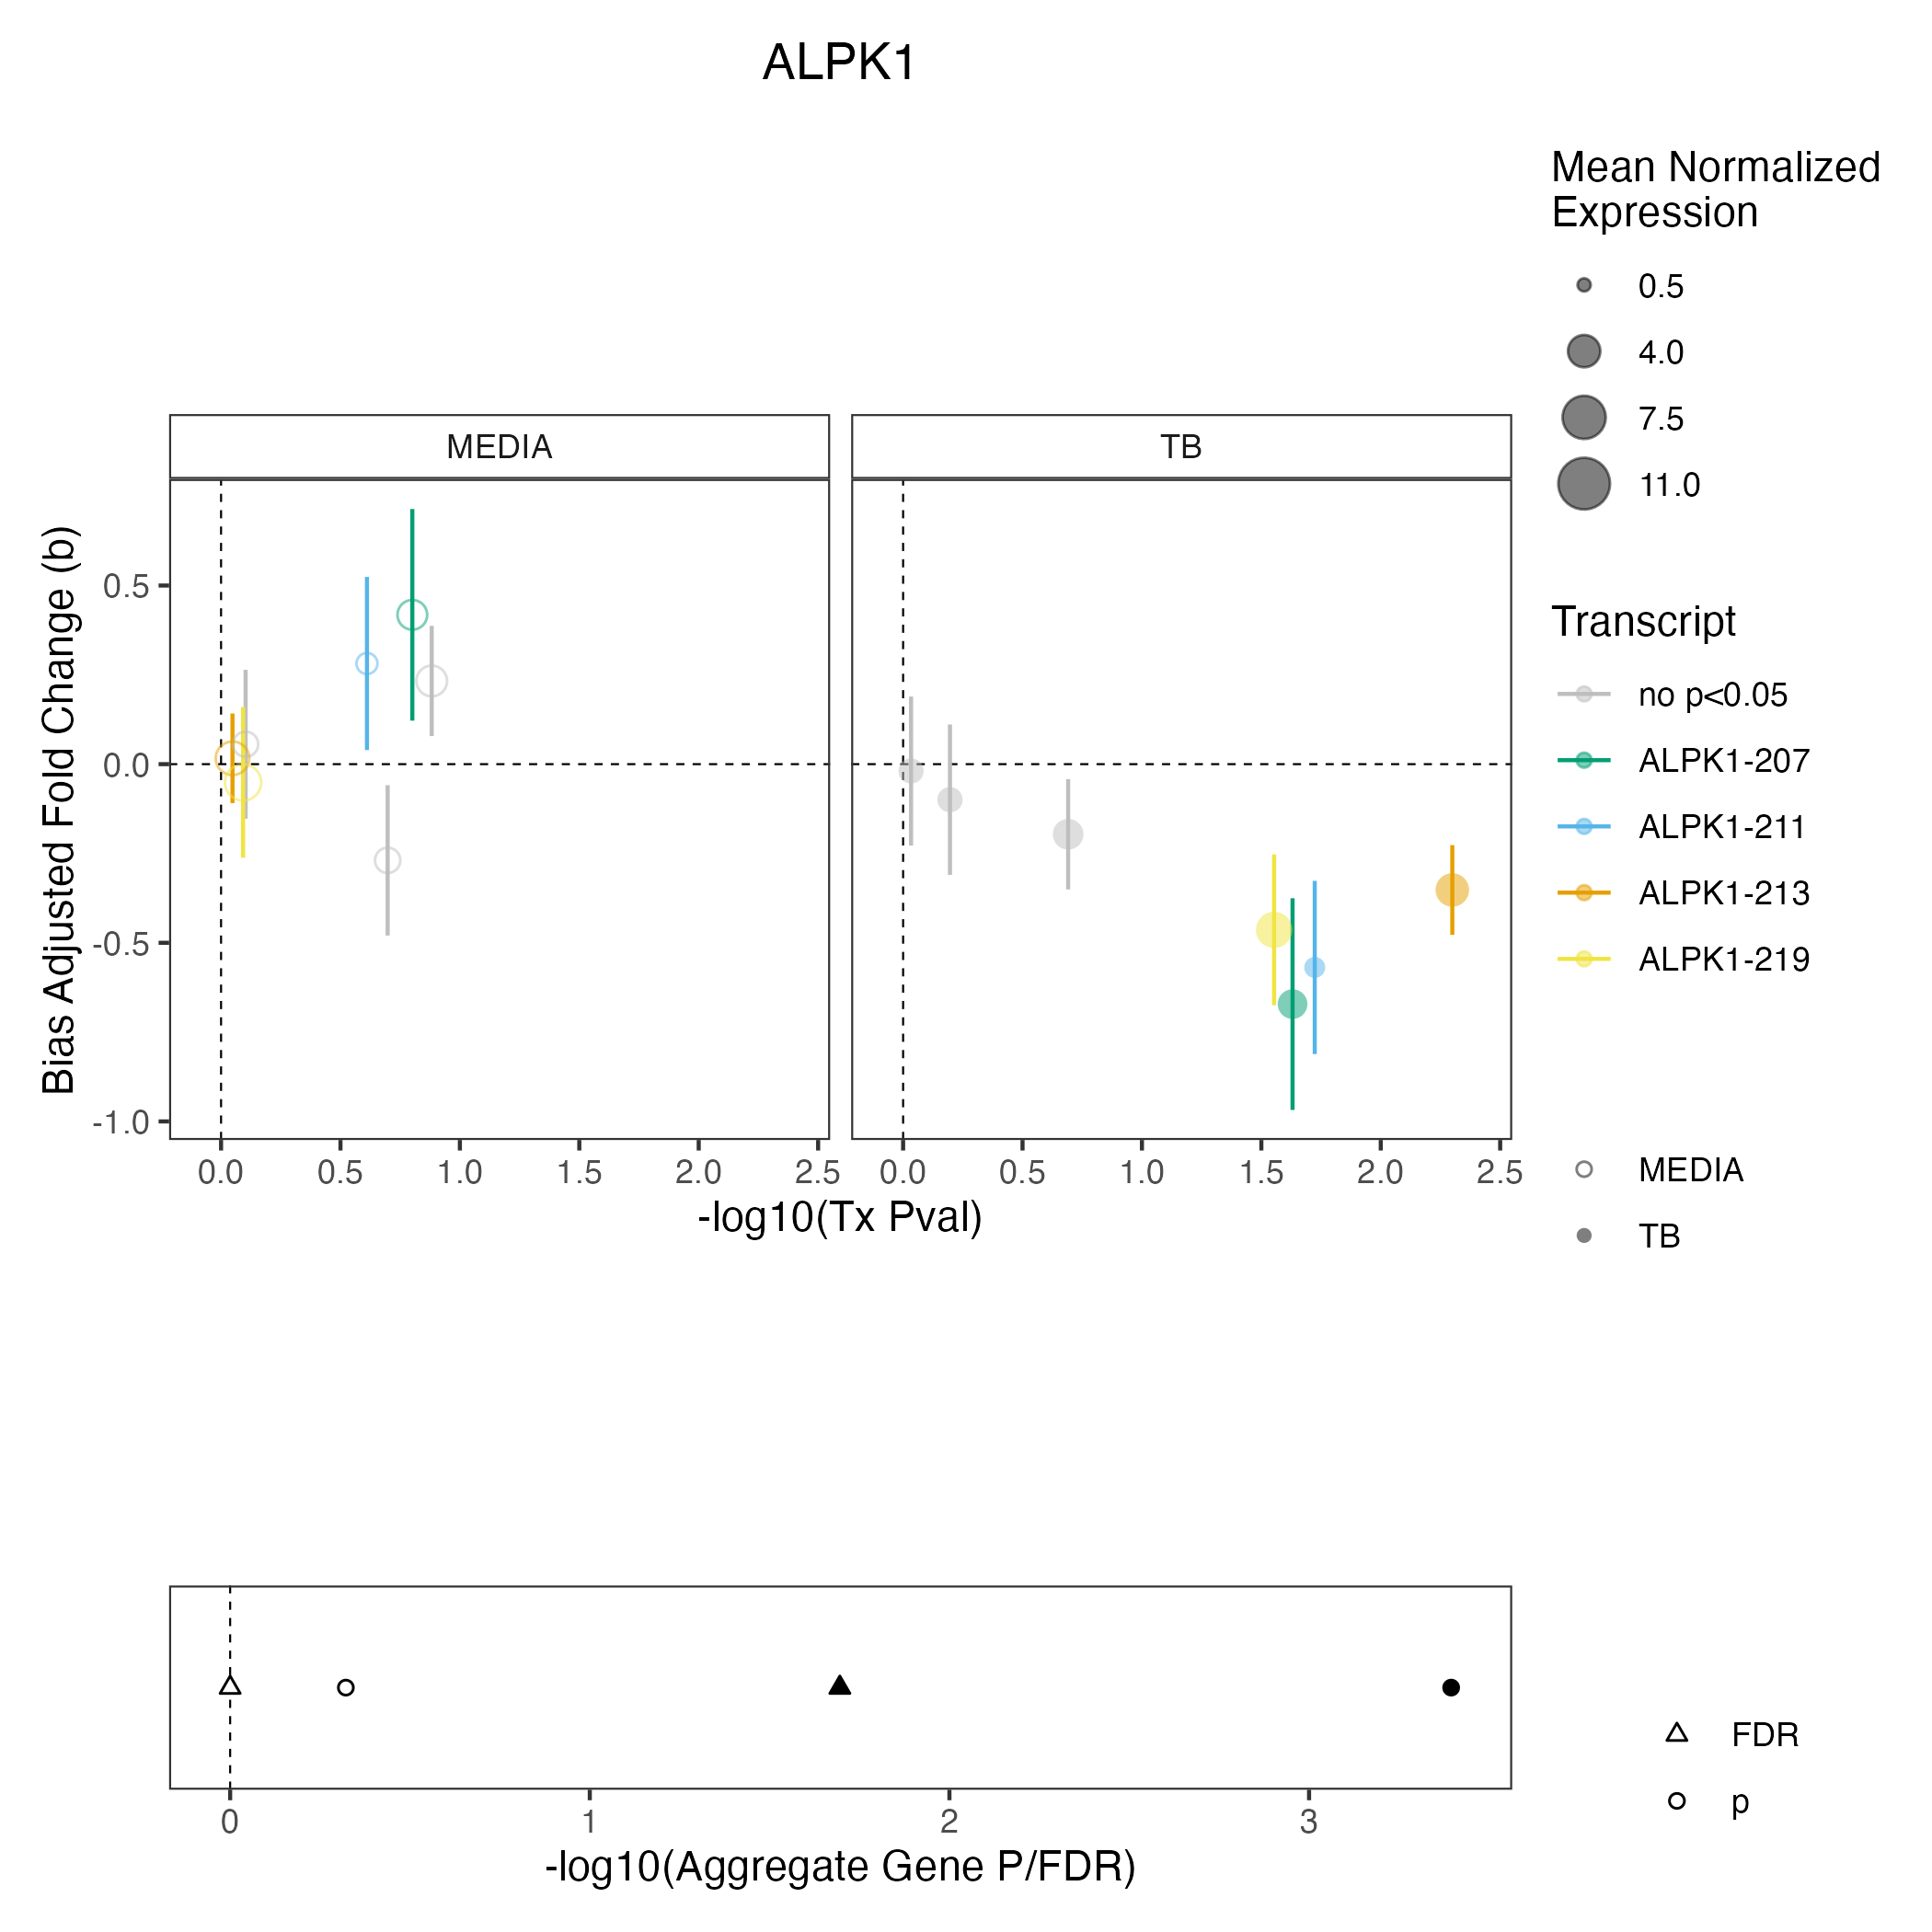 ALPK1
MEDIA
TB
Bias Adjusted Fold Change (b)
0.5
0.0
-0.5
-1.0
0.0 0.5 1.0 1.5 2.0 2.5 0.0 0.5 1.0 1.5 2.0 2.5
-log10(Tx Pval)
Mean Normalized
Expression
0.5
4.0
7.5
11.0
Transcript
no p<0.05
ALPK1-207
ALPK1-211
ALPK1-213
ALPK1-219
MEDIA
TB
0 1 2 3
-log10(Aggregate Gene P/FDR)
FDR
p